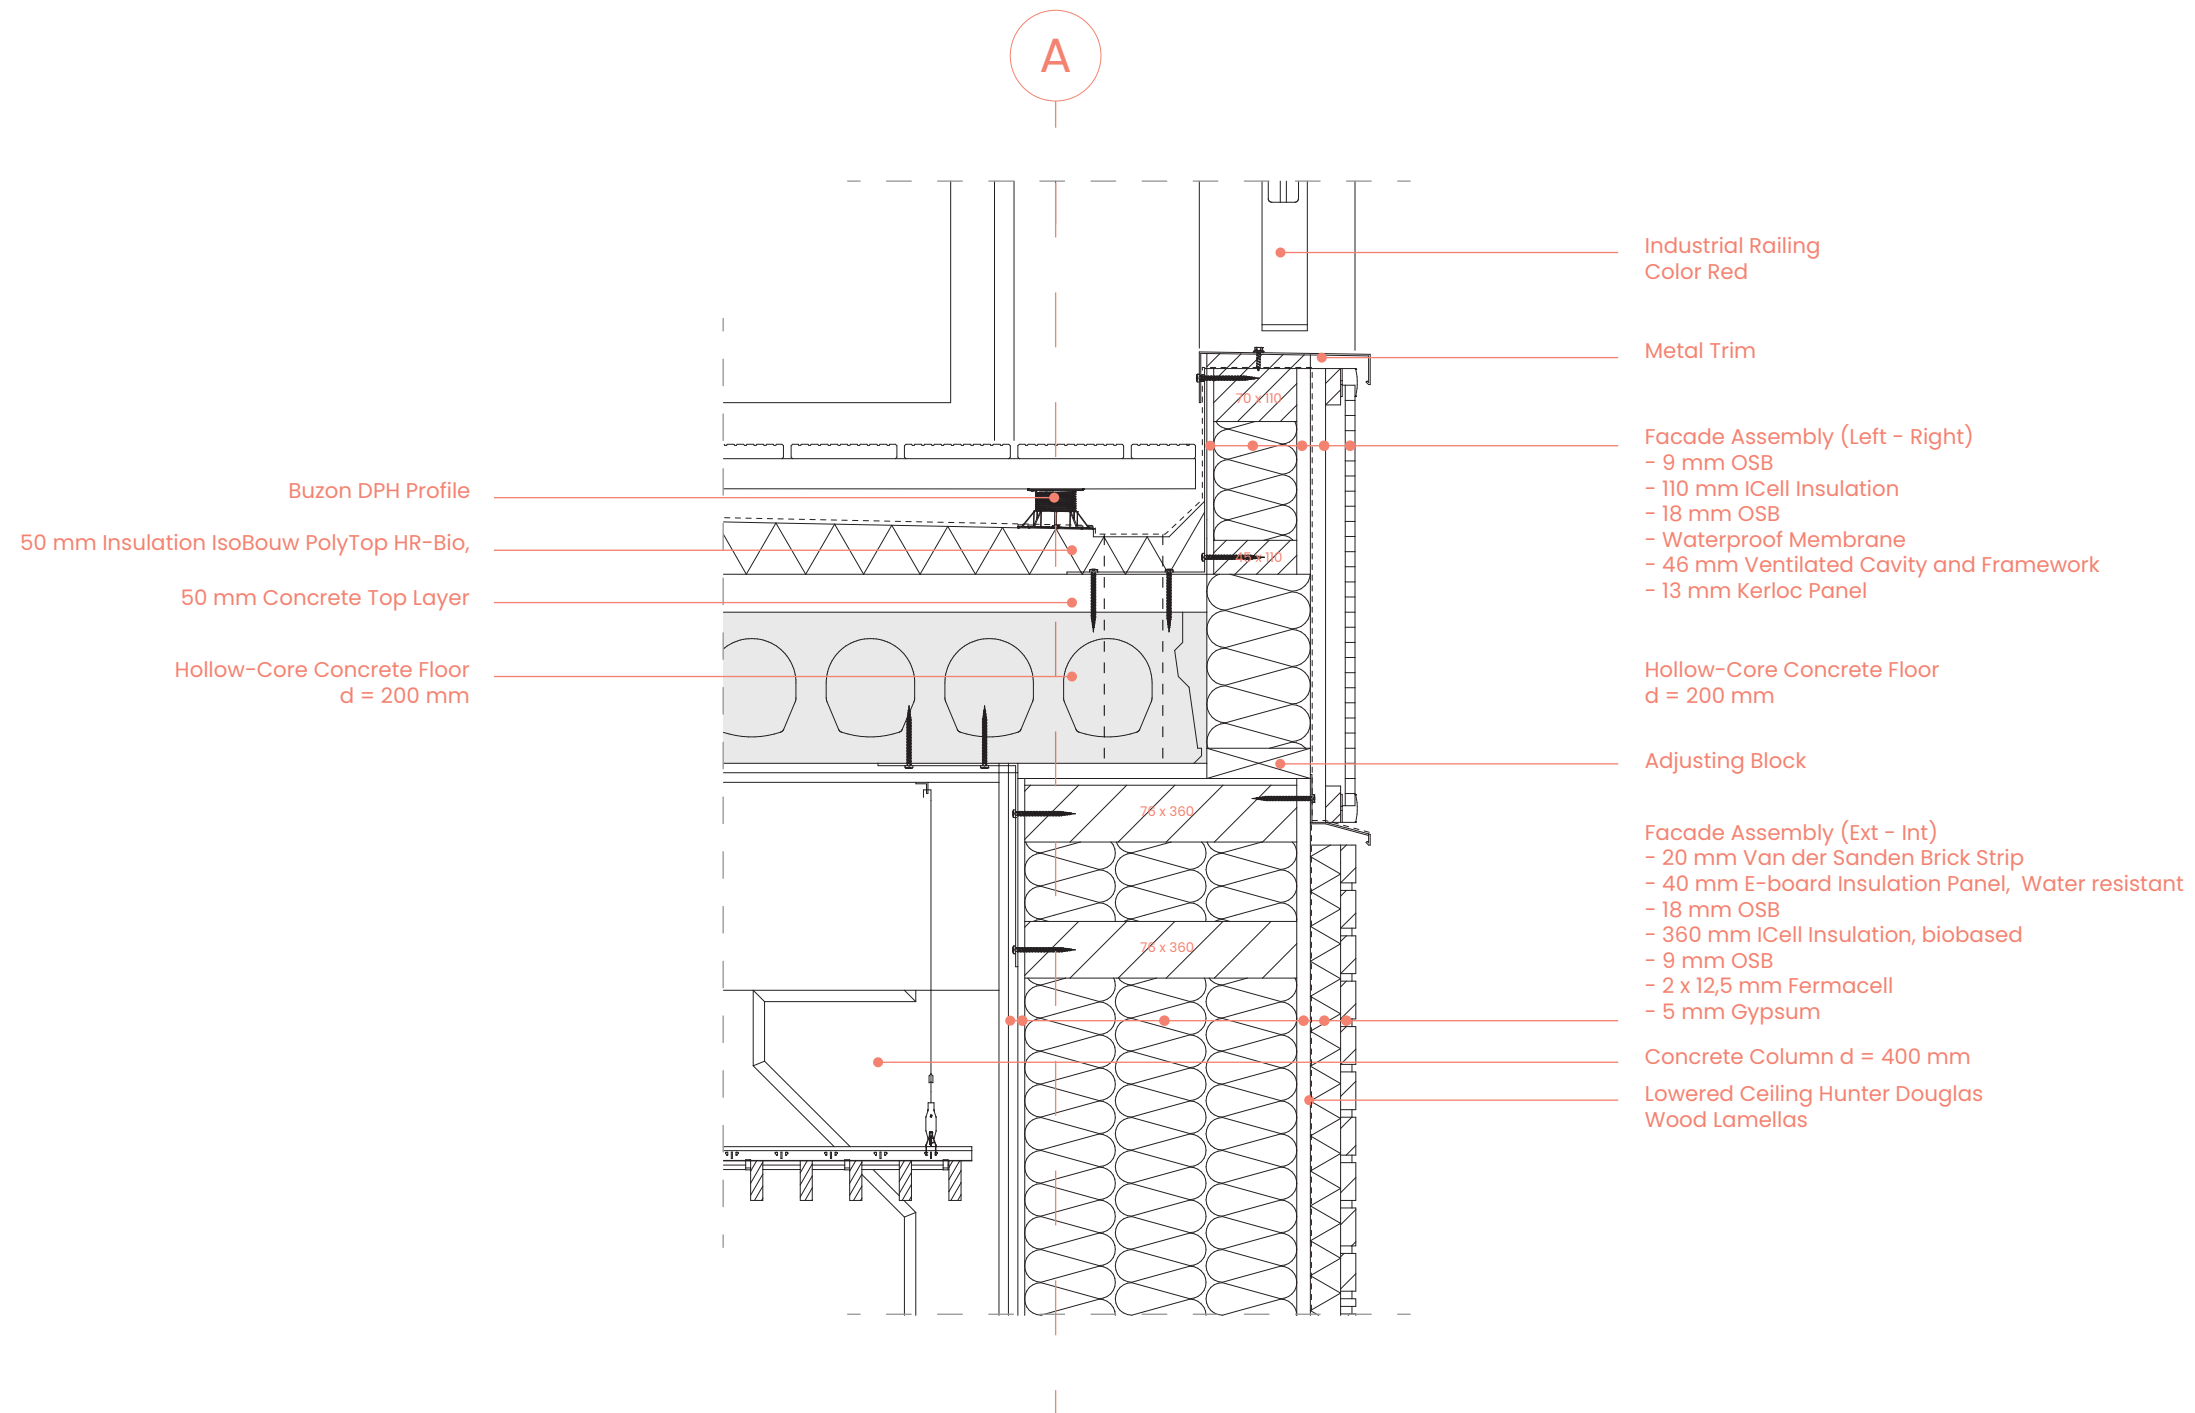 A
Industrial Railing
Color Red
Metal Trim
70 x 110
Facade Assembly (Left - Right)
- 9 mm OSB
- 110 mm ICell Insulation
- 18 mm OSB
- Waterproof Membrane
- 46 mm Ventilated Cavity and Framework
- 13 mm Kerloc Panel
Buzon DPH Profile
50 mm Insulation IsoBouw PolyTop HR-Bio,
45 x 110
50 mm Concrete Top Layer
Hollow-Core Concrete Floor
d = 200 mm
Hollow-Core Concrete Floor
d = 200 mm
Adjusting Block
75 x 360
Facade Assembly (Ext - Int)
- 20 mm Van der Sanden Brick Strip
- 40 mm E-board Insulation Panel,  Water resistant
- 18 mm OSB
- 360 mm ICell Insulation, biobased
- 9 mm OSB
- 2 x 12,5 mm Fermacell
- 5 mm Gypsum
75 x 360
Concrete Column d = 400 mm
Lowered Ceiling Hunter Douglas
Wood Lamellas